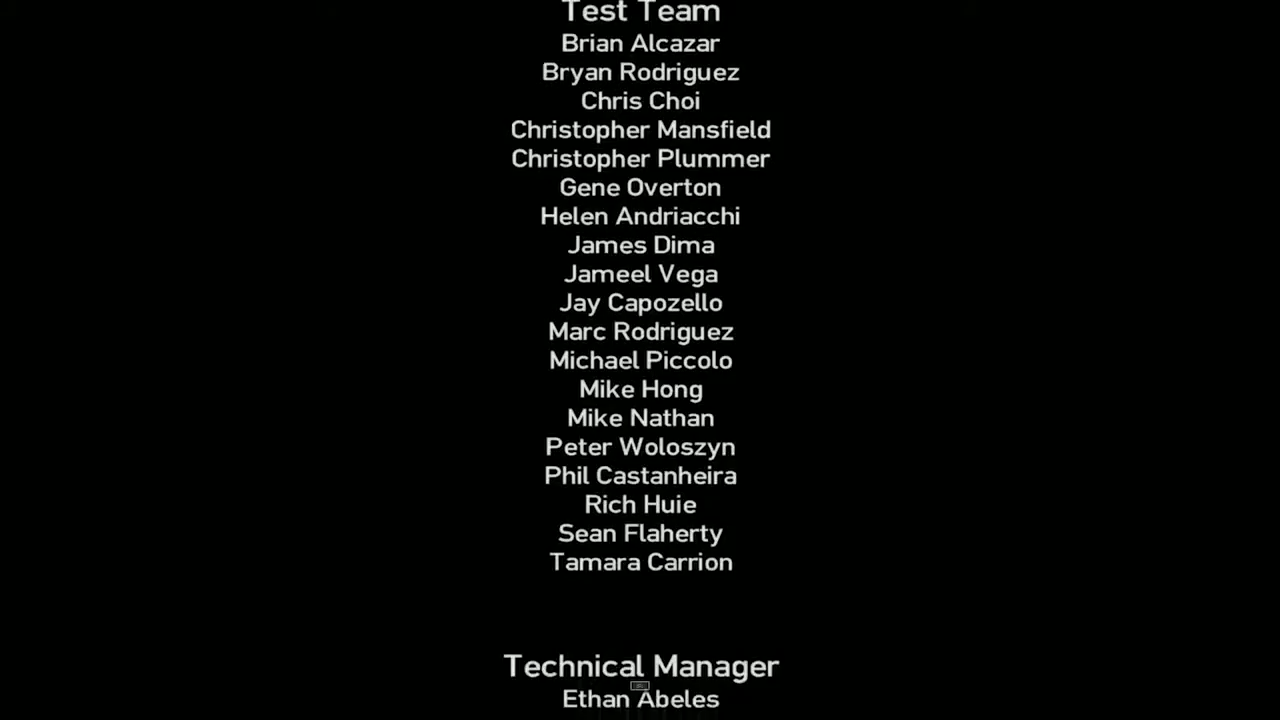 Test Team
Brian Alcazar
Bryan Rodriguez
Chris Choi
Christopher Mansfield
Christopher Plummer
Gene Overton
Helen Andriacchi
James Dima
Jameel Vega
Jay Capozello
Marc Rodriguez
Michael Piccolo
Mike Hong
Mike Nathan
Peter Woloszyn
Phil Castanheira
Rich Huie
Sean Flaherty
Tamara Carrion
Technical Manager
Ethan Abeles